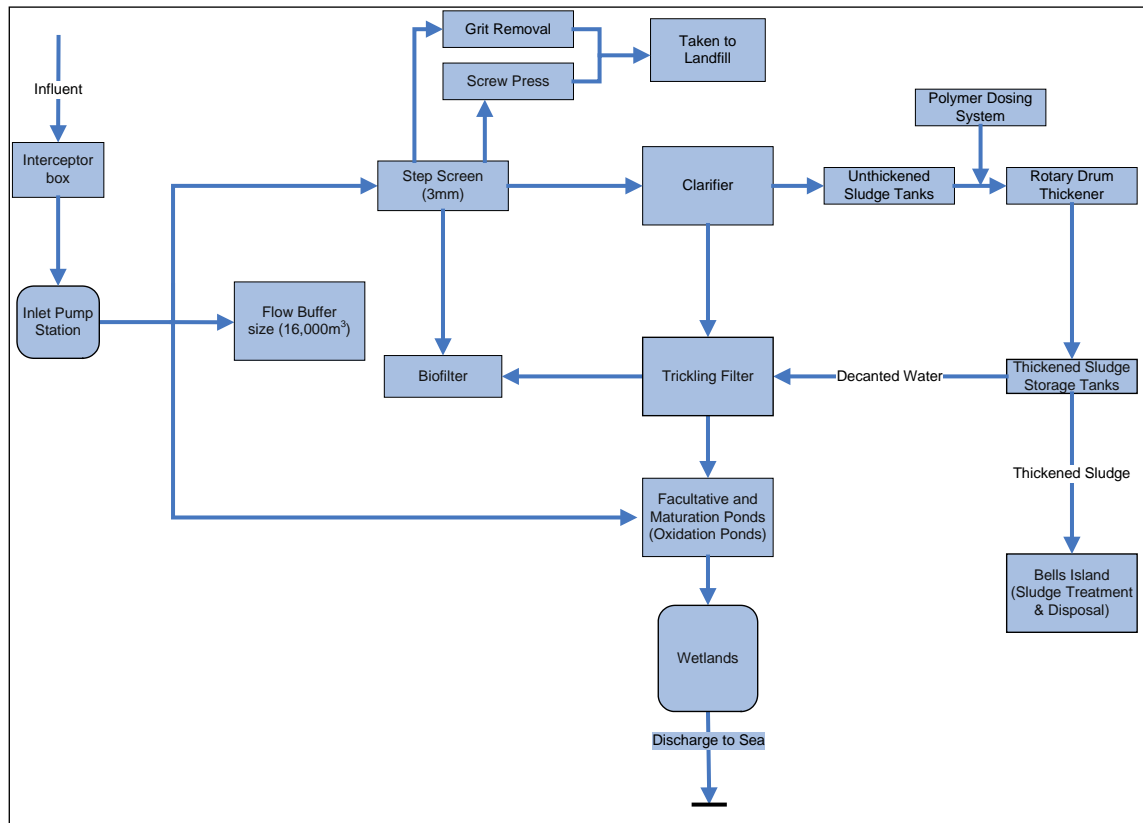 Grit Removal
Taken to
Landfill
Screw Press
Influent
Polymer Dosing
System
Interceptor
box
Step Screen
(3mm)
Clarifier
Unthickened
Sludge Tanks
Rotary Drum
Thickener
Inlet Pump
Station
Flow Buffer
size (16,000m³)
Biofilter
Trickling Filter
Decanted Water
Thickened Sludge
Storage Tanks
Thickened Sludge
Facultative and
Maturation Ponds
(Oxidation Ponds)
Bells Island
(Sludge Treatment
& Disposal)
Wetlands
Discharge to Sea